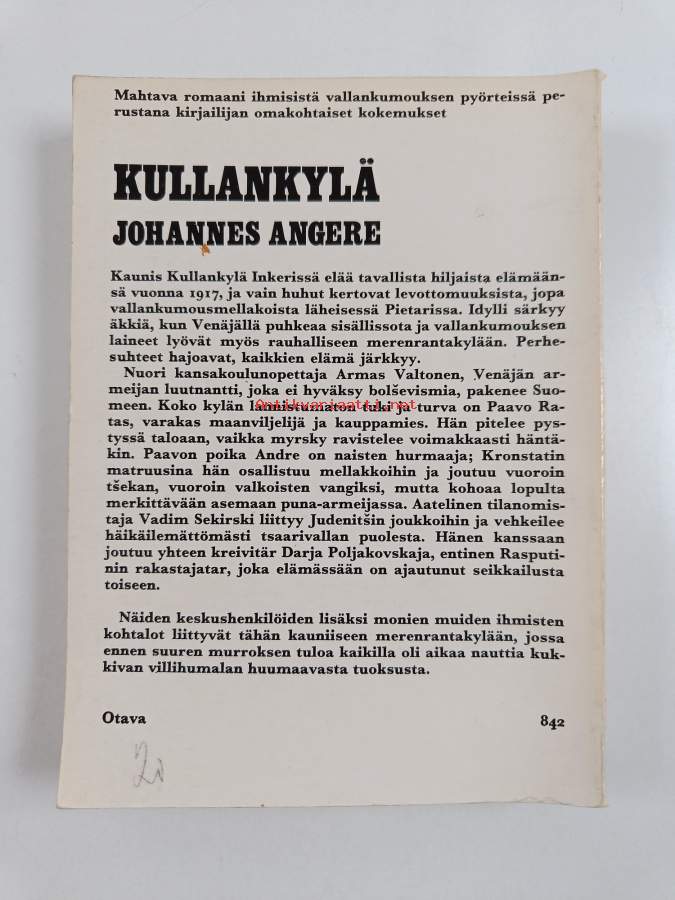 Mahtava romaani ihmisistä vallankumouksen pyörteissä pe-
rustana kirjailijan omakohtaiset kokemukset
KULLANKYLÄ
JOHANNES ANGERE
Kaunis Kullankylä Inkerissä elää tavallista hiljaista elämään-
sä vuonna 1917, ja vain huhut kertovat levottomuuksista, jopa
vallankumousmellakoista läheisessä Pietarissa. Idylli särkyy
äkkiä, kun Venäjällä puhkeaa sisällissota ja vallankumouksen
laineet lyövät myös rauhalliseen merenrantakylään. Perhe-
suhteet hajoavat, kaikkien elämä järkkyy.
Nuori kansakoulunopettaja Armas Valtonen, Venäjän ar-
meijan luutnantti, joka ei hyväksy bolševismia, pakenee Suo-
meen. Koko kylän lannistumaton tuki ja turva on Paavo Ra-
Antikvariaatti.net
tas, varakas maanviljelijä ja kauppamies. Hän pitelee pys-
tyssä taloaan, vaikka myrsky ravistelee voimakkaasti häntä-
kin. Paavon poika Andre on naisten hurmaaja; Kronstatin
matruusina hän osallistuu mellakkoihin ja joutuu vuoroin
tšekan, vuoroin valkoisten vangiksi, mutta kohoaa lopulta
merkittävään asemaan puna-armeijassa. Aatelinen tilanomis-
taja Vadim Sekirski liittyy Judenitšin joukkoihin ja vehkeilee
häikäilemättömästi tsaarivallan puolesta. Hänen kanssaan
joutuu yhteen kreivitär Darja Poljakovskaja, entinen Rasputi-
nin rakastajatar, joka elämässään on ajautunut seikkailusta
toiseen.
Näiden keskushenkilöiden lisäksi monien muiden ihmisten
kohtalot liittyvät tähän kauniiseen merenrantakylään, jossa
ennen suuren murroksen tuloa kaikilla oli aikaa nauttia kuk-
kivan villihumalan huumaavasta tuoksusta.
Otava 842